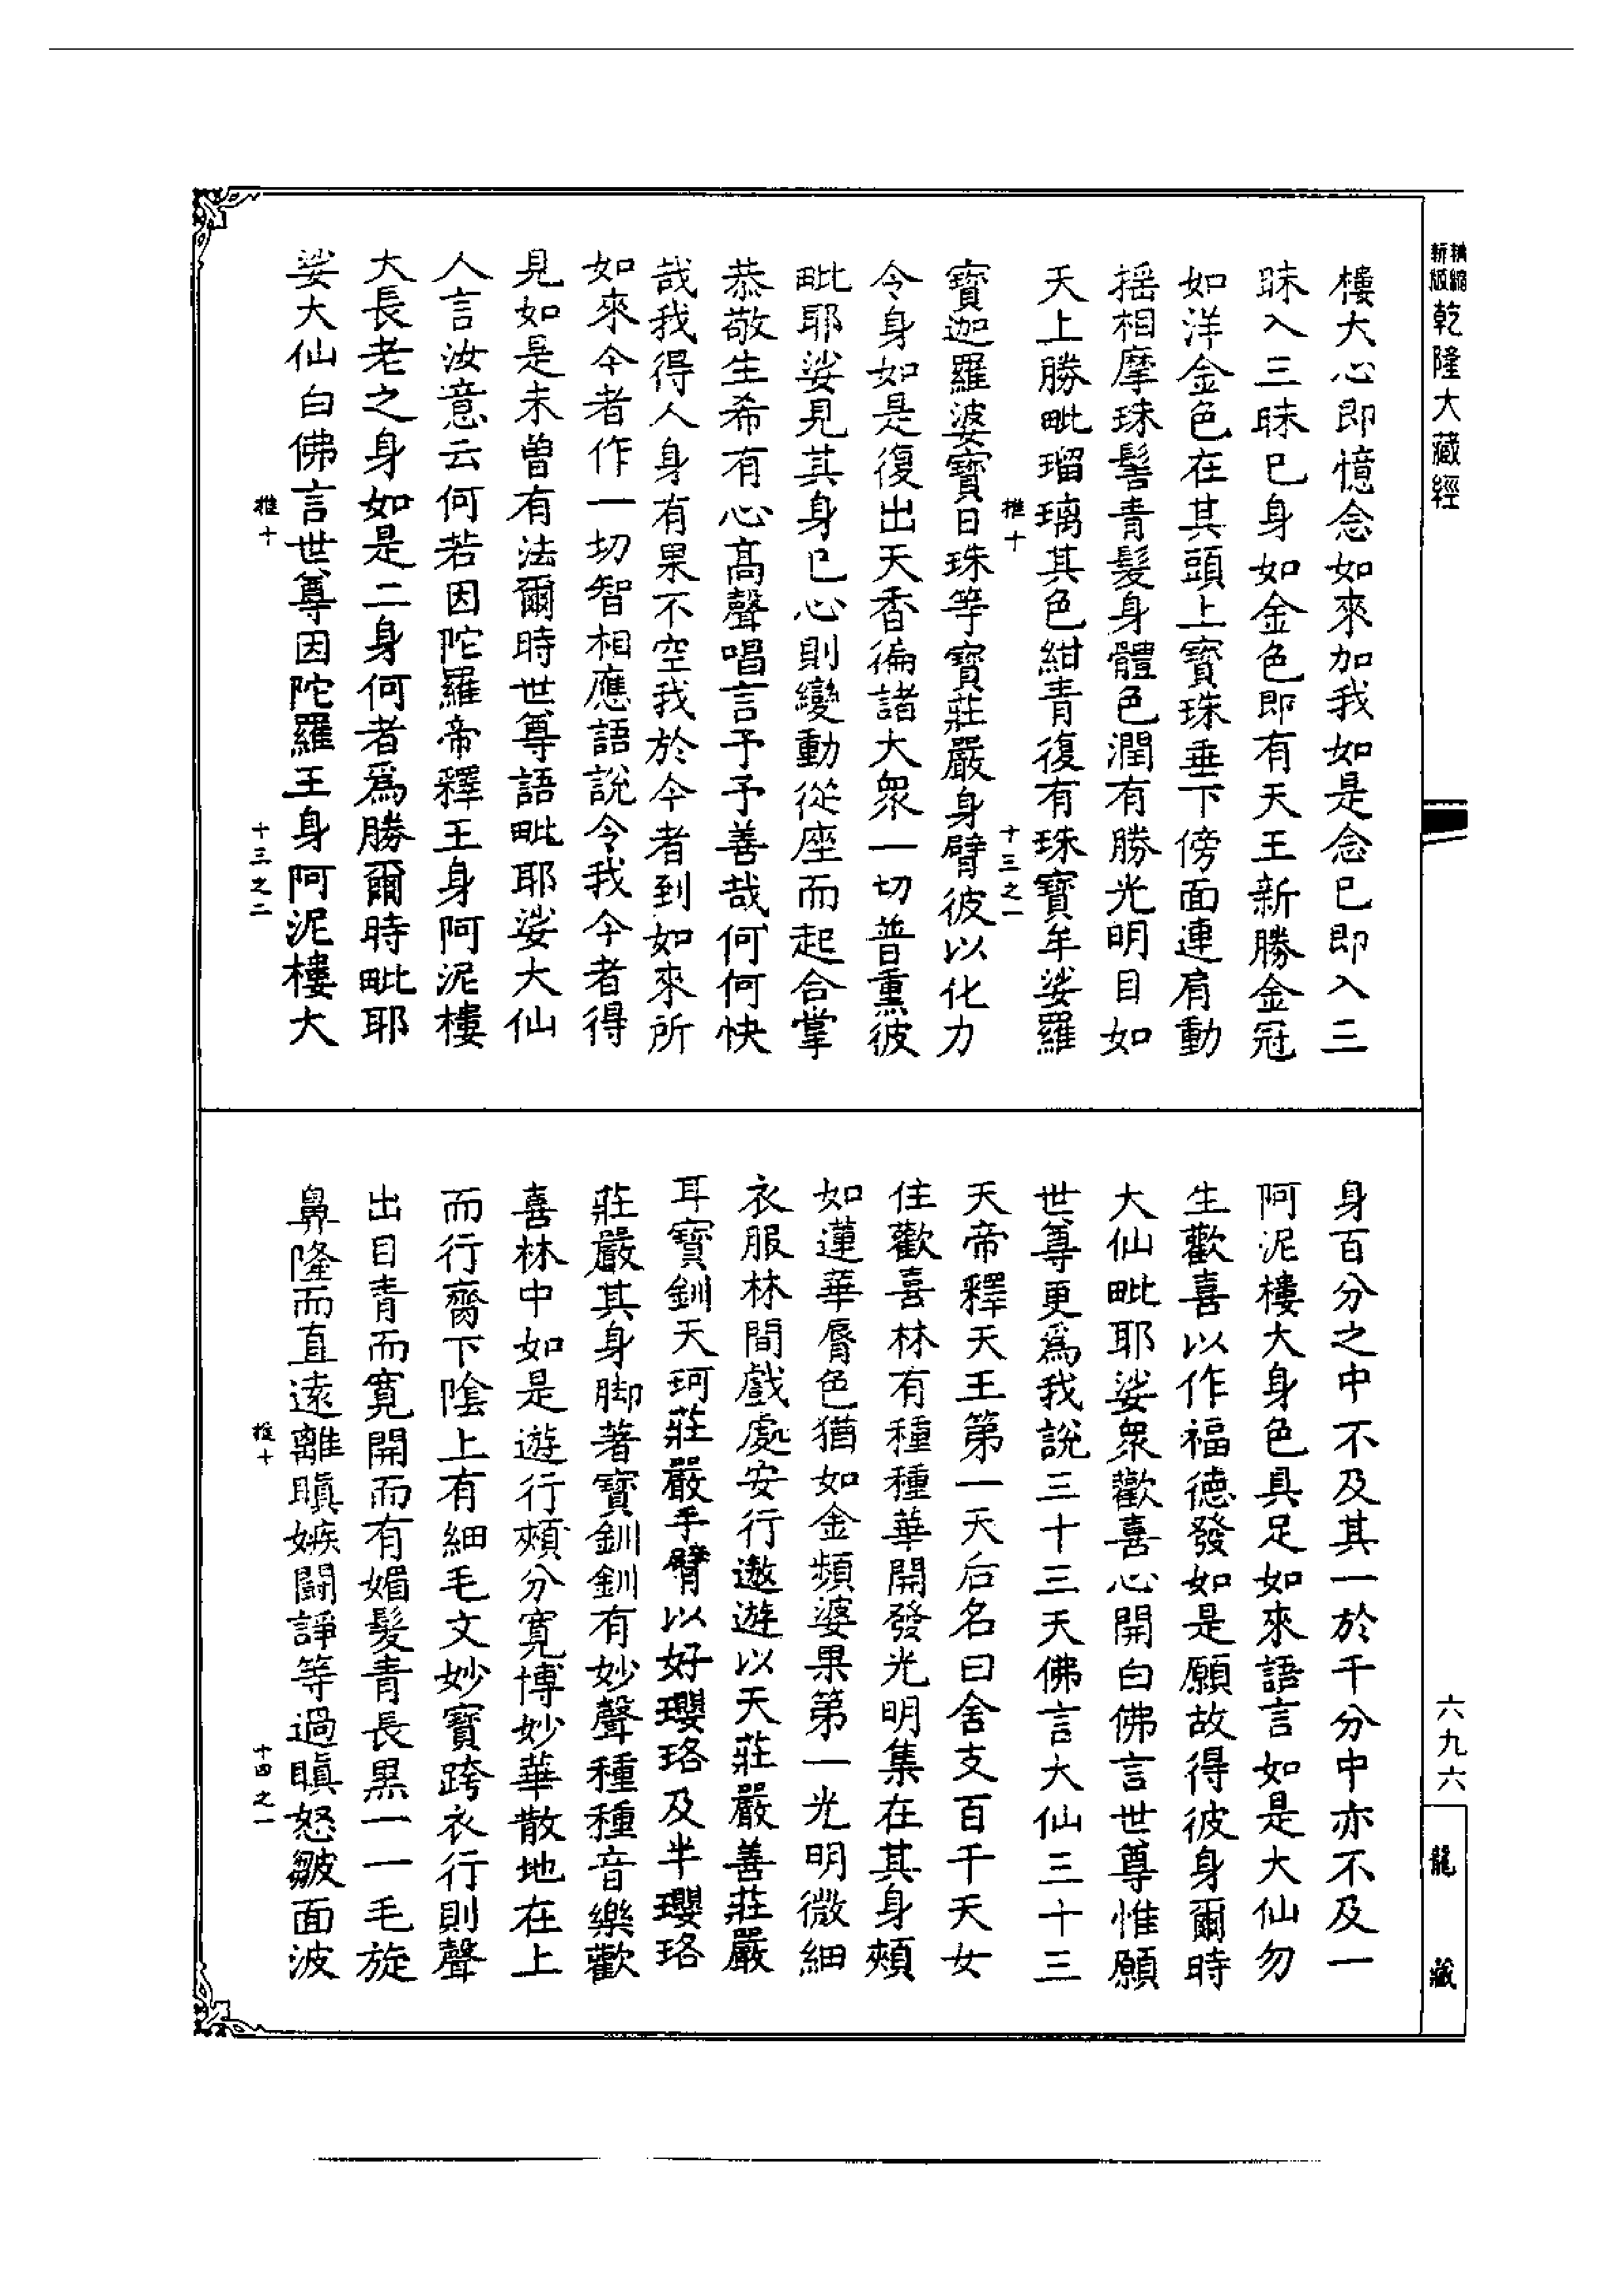 精縮新版
乾隆大藏經
樓大心即憶念如來加我如是念已即入三
昧入三昧已身如金色即有天王新勝金冠
如洋金色在其頭上寶珠垂下傍面連肩動
搖相摩珠髻青髮身體色潤有勝光明目如
天上勝毗瑠璃其色紺青復有珠寶牟娑羅
推十
十三之一
寶迦羅婆寶日珠等寶莊嚴身臂彼以化力
令身如是復出天香徧諸大眾一切普熏彼
毗耶娑見其身已心則變動從座而起合掌
恭敬生希有心高聲唱言予予善哉何何快
哉我得人身有果不空我於今者到如來所
如來今者作一切智相應語說令我今者得
見如是未曾有法爾時世尊語毗耶娑大仙
人言汝意云何若因陀羅帝釋王身阿泥樓
大長老之身如是二身何者為勝爾時毗耶
娑大仙白佛言世尊因陀羅王身阿泥樓大
推十
十三之二
身百分之中不及其一於千分中亦不及一
阿泥樓大身色具足如來語言如是大仙勿
生歡喜以作福德發如是願故得彼身爾時
大仙毗耶娑眾歡喜心開白佛言世尊惟願
世尊更為我說三十三天佛言大仙三十三
天帝釋天王第一天后名曰舍支百千天女
住歡喜林有種種華開發光明集在其身頰
如蓮華脣色猶如金頻婆果第一光明微細
衣服林間戲處安行遨遊以天莊嚴善莊嚴
耳寶釧天珂莊嚴手臂以好瓔珞及半瓔珞
莊嚴其身脚著寶釧釧有妙聲種種音樂歡
喜林中如是遊行頰分寬博妙華散地在上
而行臍下陰上有細毛文妙寶跨衣行則聲
出目青而寬開而有媚髮青長黑一一毛旋
鼻隆而直遠離瞋嫉鬪諍等過瞋怒皺面波
推十
十四之一
六九六
龍藏